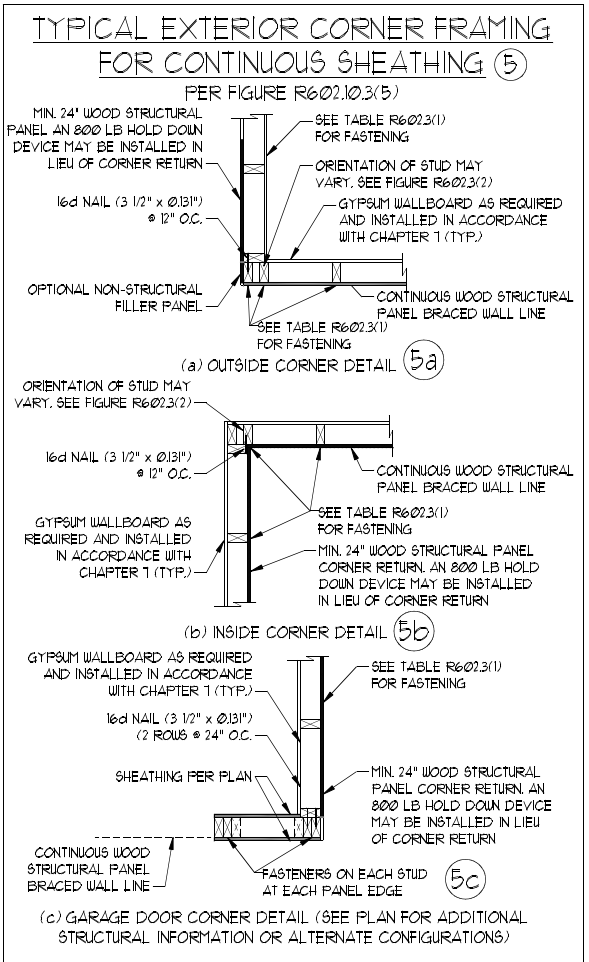 TYPICAL EXTERIOR CORNER FRAMING
FOR CONTINUOUS SHEATHING 5
PER FIGURE R602.10.3(5)
MIN. 24" WOOD STRUCTURAL
PANEL AN 800 LB HOLD DOWN
DEVICE MAY BE INSTALLED IN
LIEU OF CORNER RETURN
16d NAIL (3 1/2" x 0.131")
@ 12" O.C.
OPTIONAL NON-STRUCTURAL
FILLER PANEL
SEE TABLE R602.3(1)
FOR FASTENING
ORIENTATION OF STUD MAY
VARY. SEE FIGURE R602.3(2)
GYPSUM WALLBOARD AS REQUIRED
AND INSTALLED IN ACCORDANCE
WITH CHAPTER 7 (TYP.)
CONTINUOUS WOOD STRUCTURAL
PANEL BRACED WALL LINE
SEE TABLE R602.3(1)
FOR FASTENING
(a) OUTSIDE CORNER DETAIL 5a
ORIENTATION OF STUD MAY
VARY. SEE FIGURE R602.3(2)
16d NAIL (3 1/2" x 0.131")
@ 12" O.C.
GYPSUM WALLBOARD AS
REQUIRED AND INSTALLED
IN ACCORDANCE WITH
CHAPTER 7 (TYP.)
CONTINUOUS WOOD STRUCTURAL
PANEL BRACED WALL LINE
SEE TABLE R602.3(1)
FOR FASTENING
MIN. 24" WOOD STRUCTURAL PANEL
CORNER RETURN. AN 800 LB HOLD
DOWN DEVICE MAY BE INSTALLED
IN LIEU OF CORNER RETURN
(b) INSIDE CORNER DETAIL 5b
GYPSUM WALLBOARD AS REQUIRED
AND INSTALLED IN ACCORDANCE
WITH CHAPTER 7 (TYP.)
16d NAIL (3 1/2" x 0.131")
(2 ROWS @ 24" O.C.
SHEATHING PER PLAN
CONTINUOUS WOOD
STRUCTURAL PANEL
BRACED WALL LINE
SEE TABLE R602.3(1)
FOR FASTENING
MIN. 24" WOOD STRUCTURAL
PANEL CORNER RETURN. AN
800 LB HOLD DOWN DEVICE
MAY BE INSTALLED IN LIEU
OF CORNER RETURN
FASTENERS ON EACH STUD
AT EACH PANEL EDGE
5c
(c) GARAGE DOOR CORNER DETAIL (SEE PLAN FOR ADDITIONAL
STRUCTURAL INFORMATION OR ALTERNATE CONFIGURATIONS)